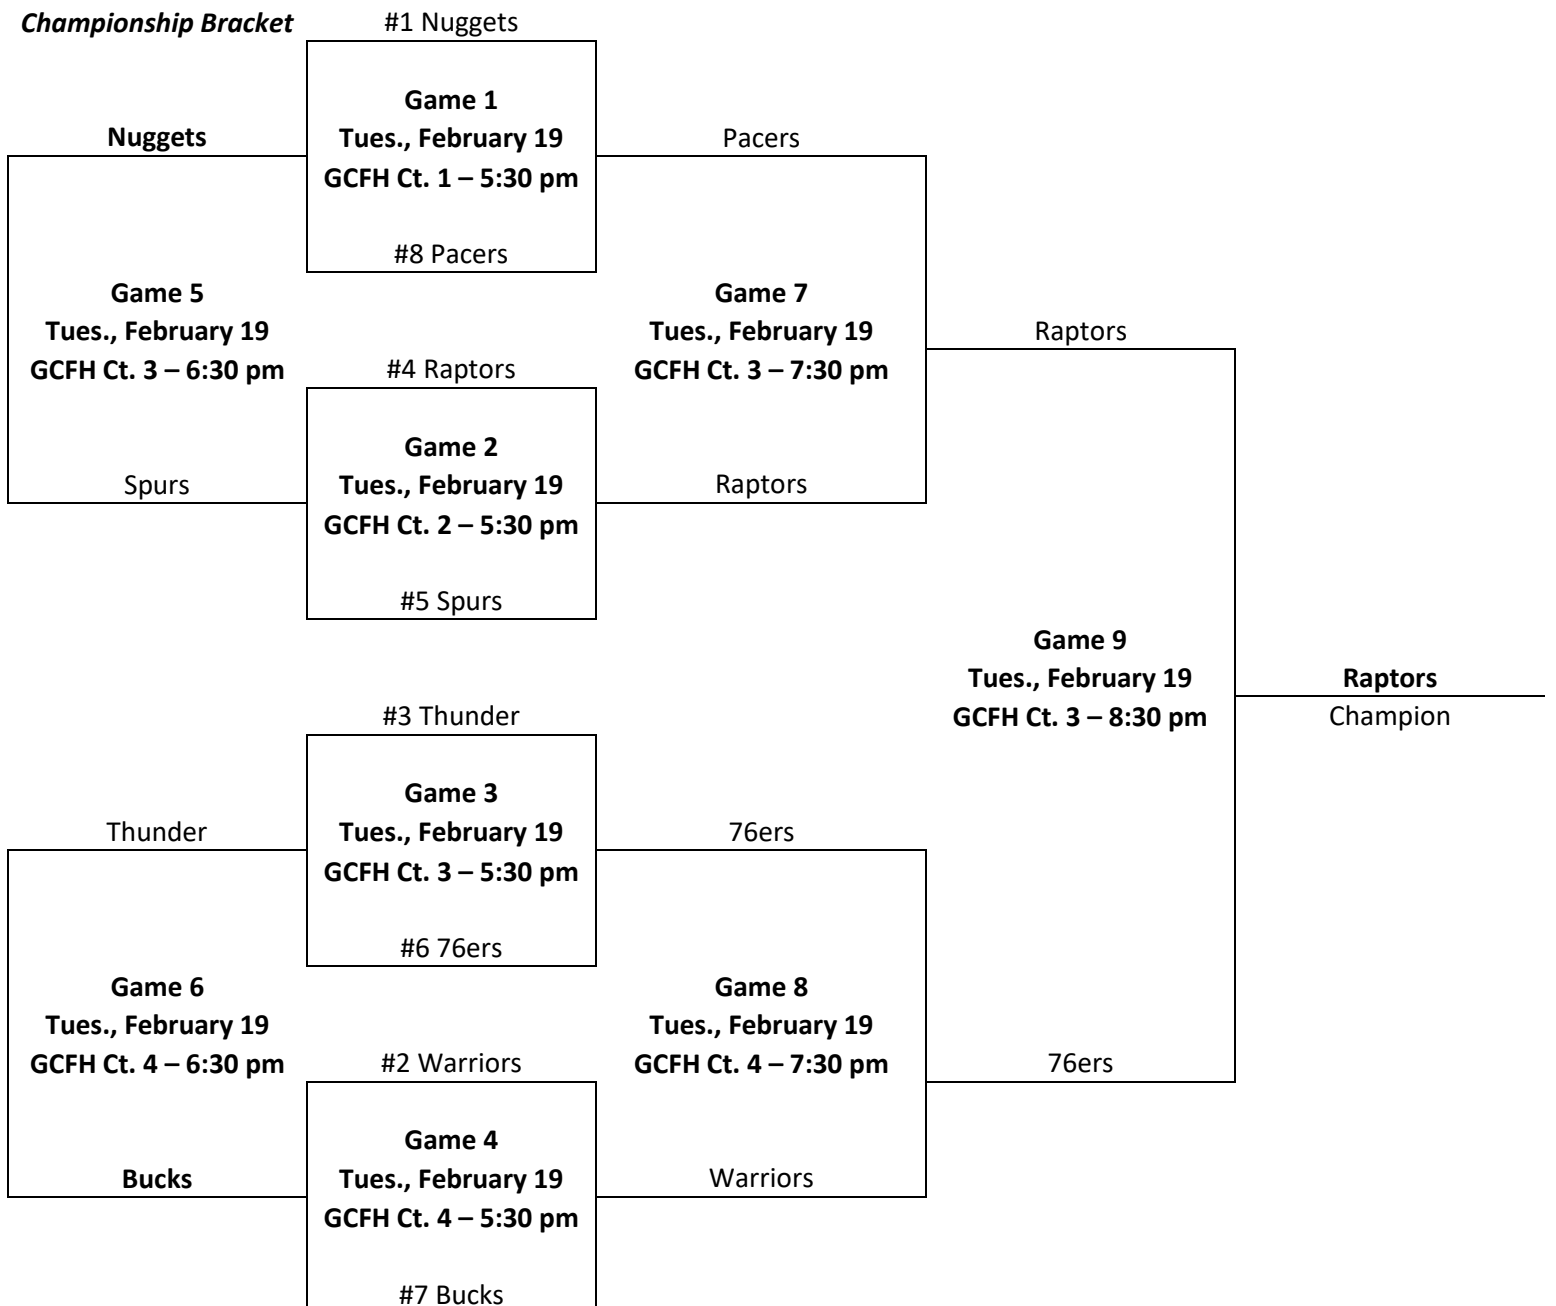 Championship Bracket
#1 Nuggets
Game 1
Tues., February 19
GCFH Ct. 1 – 5:30 pm
#8 Pacers
Nuggets
Pacers
Game 5
Tues., February 19
GCFH Ct. 3 – 6:30 pm
Game 7
Tues., February 19
GCFH Ct. 3 – 7:30 pm
Raptors
#4 Raptors
Game 2
Tues., February 19
GCFH Ct. 2 – 5:30 pm
#5 Spurs
Spurs
Raptors
Game 9
Tues., February 19
GCFH Ct. 3 – 8:30 pm
Raptors
Champion
#3 Thunder
Game 3
Tues., February 19
GCFH Ct. 3 – 5:30 pm
#6 76ers
Thunder
76ers
Game 6
Tues., February 19
GCFH Ct. 4 – 6:30 pm
Game 8
Tues., February 19
GCFH Ct. 4 – 7:30 pm
76ers
#2 Warriors
Game 4
Tues., February 19
GCFH Ct. 4 – 5:30 pm
#7 Bucks
Bucks
Warriors